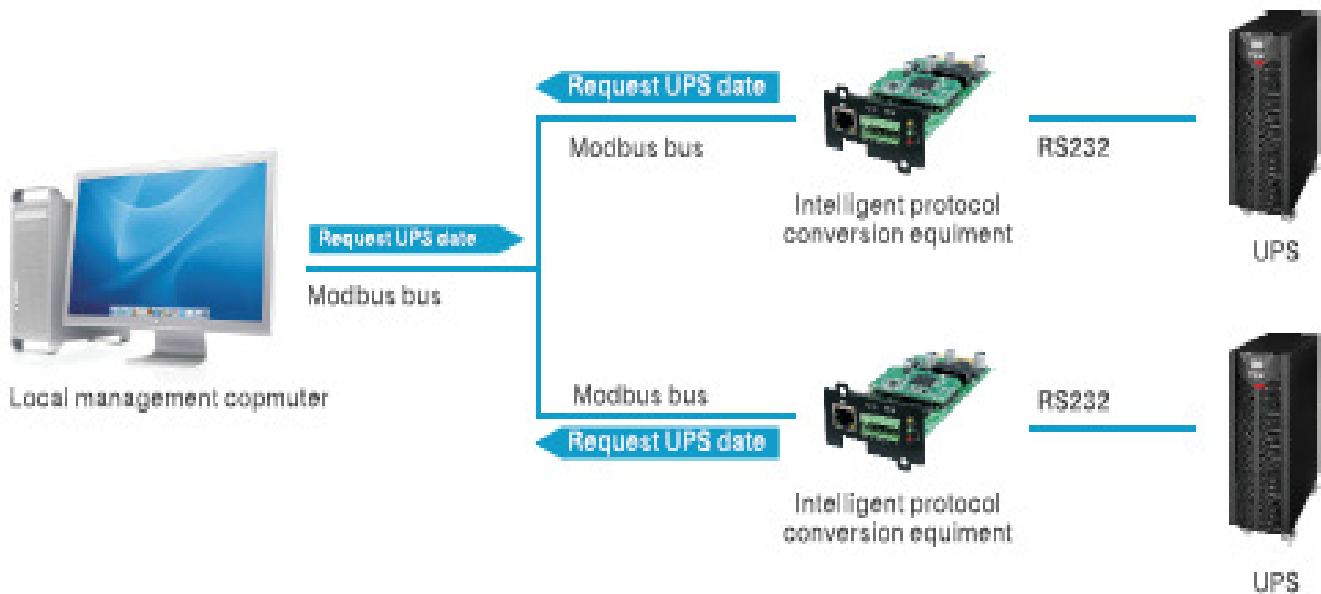 Request UPS date
Modbus bus
RS232
Intelligent protocol
conversion equiment
UPS
Request UPS date
Modbus bus
Local management copmuter
Modbus bus
RS232
Request UPS date
Intelligent protocol
conversion equiment
UPS